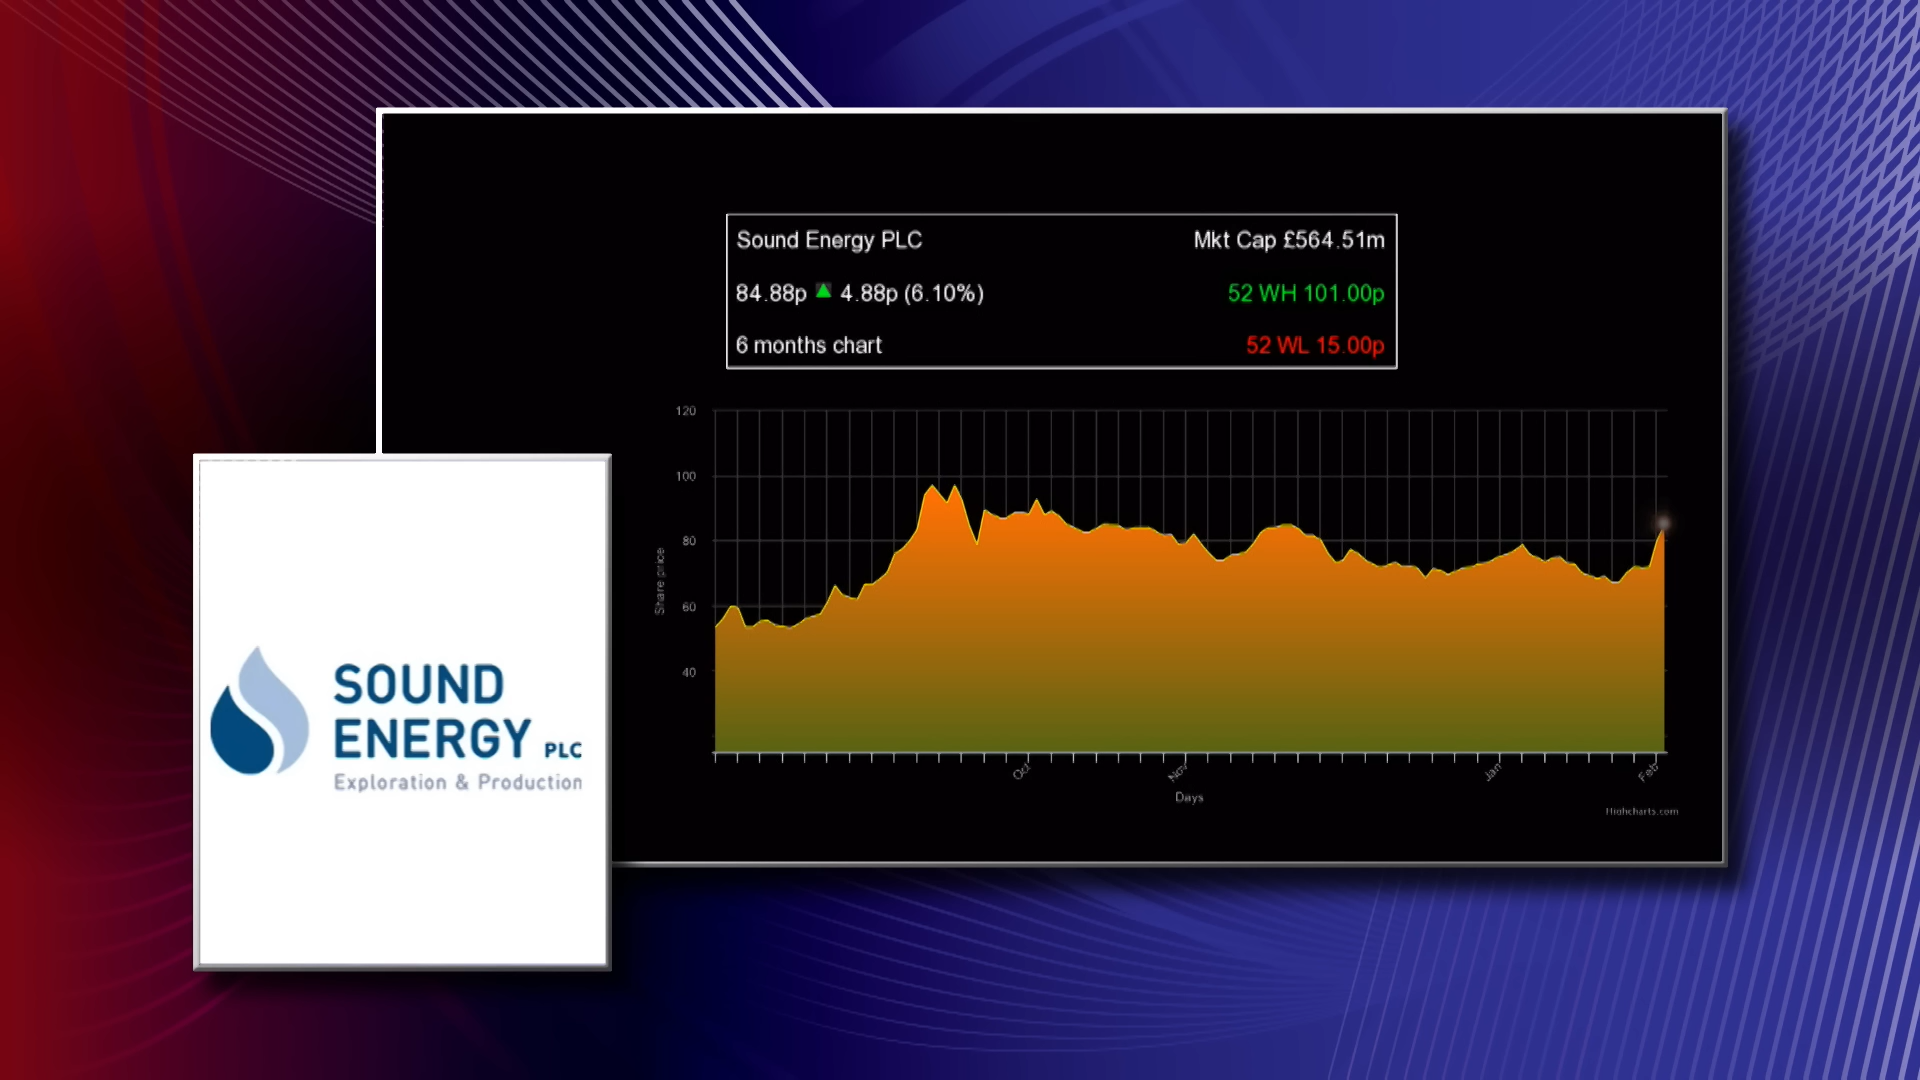 Sound Energy PLC
Mkt Cap £564.51m
84.88p ▲ 4.88p (6.10%)
52 WH 101.00p
6 months chart
52 WL 15.00p
120
100
80
60
40
Share price
Oct
Nov
Jan
Feb
Days
Highcharts.com
SOUND
ENERGY PLC
Exploration & Production